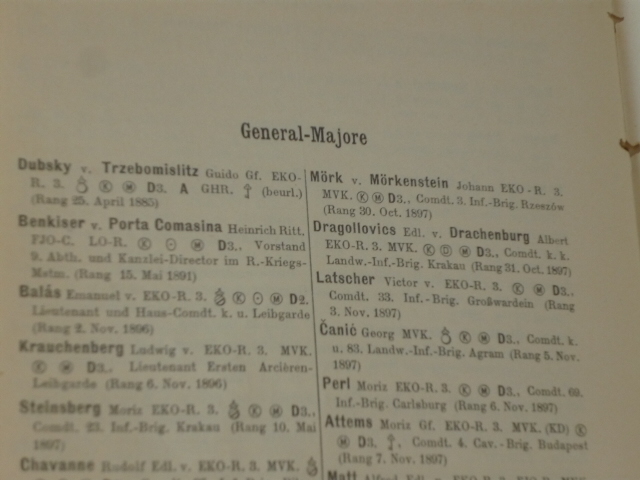 General-Majore
Dubsky v. Trzebomislitz Guido Gf. EKO-
R. 3. Ⓚ Ⓜ D3. A GHR. (beurl.)
(Rang 25. April 1885)
Benkiser v. Porta Comasina Heinrich Ritt.
FJO-C. LO-R. Ⓚ ⊙ Ⓜ D3., Vorstand
9. Abth. und Kanzlei-Director im R.-Kriegs-
Mstm. (Rang 15. Mai 1891)
Balás Emanuel v. EKO-R. 3. Ⓚ ⊙ Ⓜ D2.
Lieutenant und Haus-Comdt. k. u. Leibgarde
(Rang 2. Nov. 1896)
Krauchenberg Ludwig v. EKO-R. 3. MVK.
Ⓚ Ⓜ D3., Lieutenant Ersten Arcièren-
Leibgarde (Rang 6. Nov. 1896)
Steinsberg Moriz EKO-R. 3. Ⓚ Ⓜ D3.,
Comdt. 23. Inf.-Brig. Krakau (Rang 10. Mai
1897)
Chavanne Rudolf Edl. v. EKO-R. 3. MVK.
Mörk v. Mörkenstein Johann EKO-R. 3.
MVK. Ⓚ Ⓜ D3., Comdt. 3. Inf.-Brig. Rzeszów
(Rang 30. Oct. 1897)
Dragollovics Edl. v. Drachenburg Albert
EKO-R. 3. MVK. Ⓚ Ⓜ D3., Comdt. k. k.
Landw.-Inf.-Brig. Krakau (Rang 31. Oct. 1897)
Latscher Victor v. EKO-R. 3. Ⓚ Ⓜ D3.,
Comdt. 33. Inf.-Brig. Großwardein (Rang
3. Nov. 1897)
Čanić Georg MVK. Ⓚ Ⓜ D3., Comdt. k.
u. 83. Landw.-Inf.-Brig. Agram (Rang 5. Nov.
1897)
Perl Moriz EKO-R. 3. Ⓚ Ⓜ D3., Comdt. 69.
Inf.-Brig. Carlsburg (Rang 6. Nov. 1897)
Attems Moriz Gf. EKO-R. 3. MVK. (KD) Ⓚ
Ⓜ D3. Comdt. 4. Cav.-Brig. Budapest
(Rang 7. Nov. 1897)
Matt Alfred